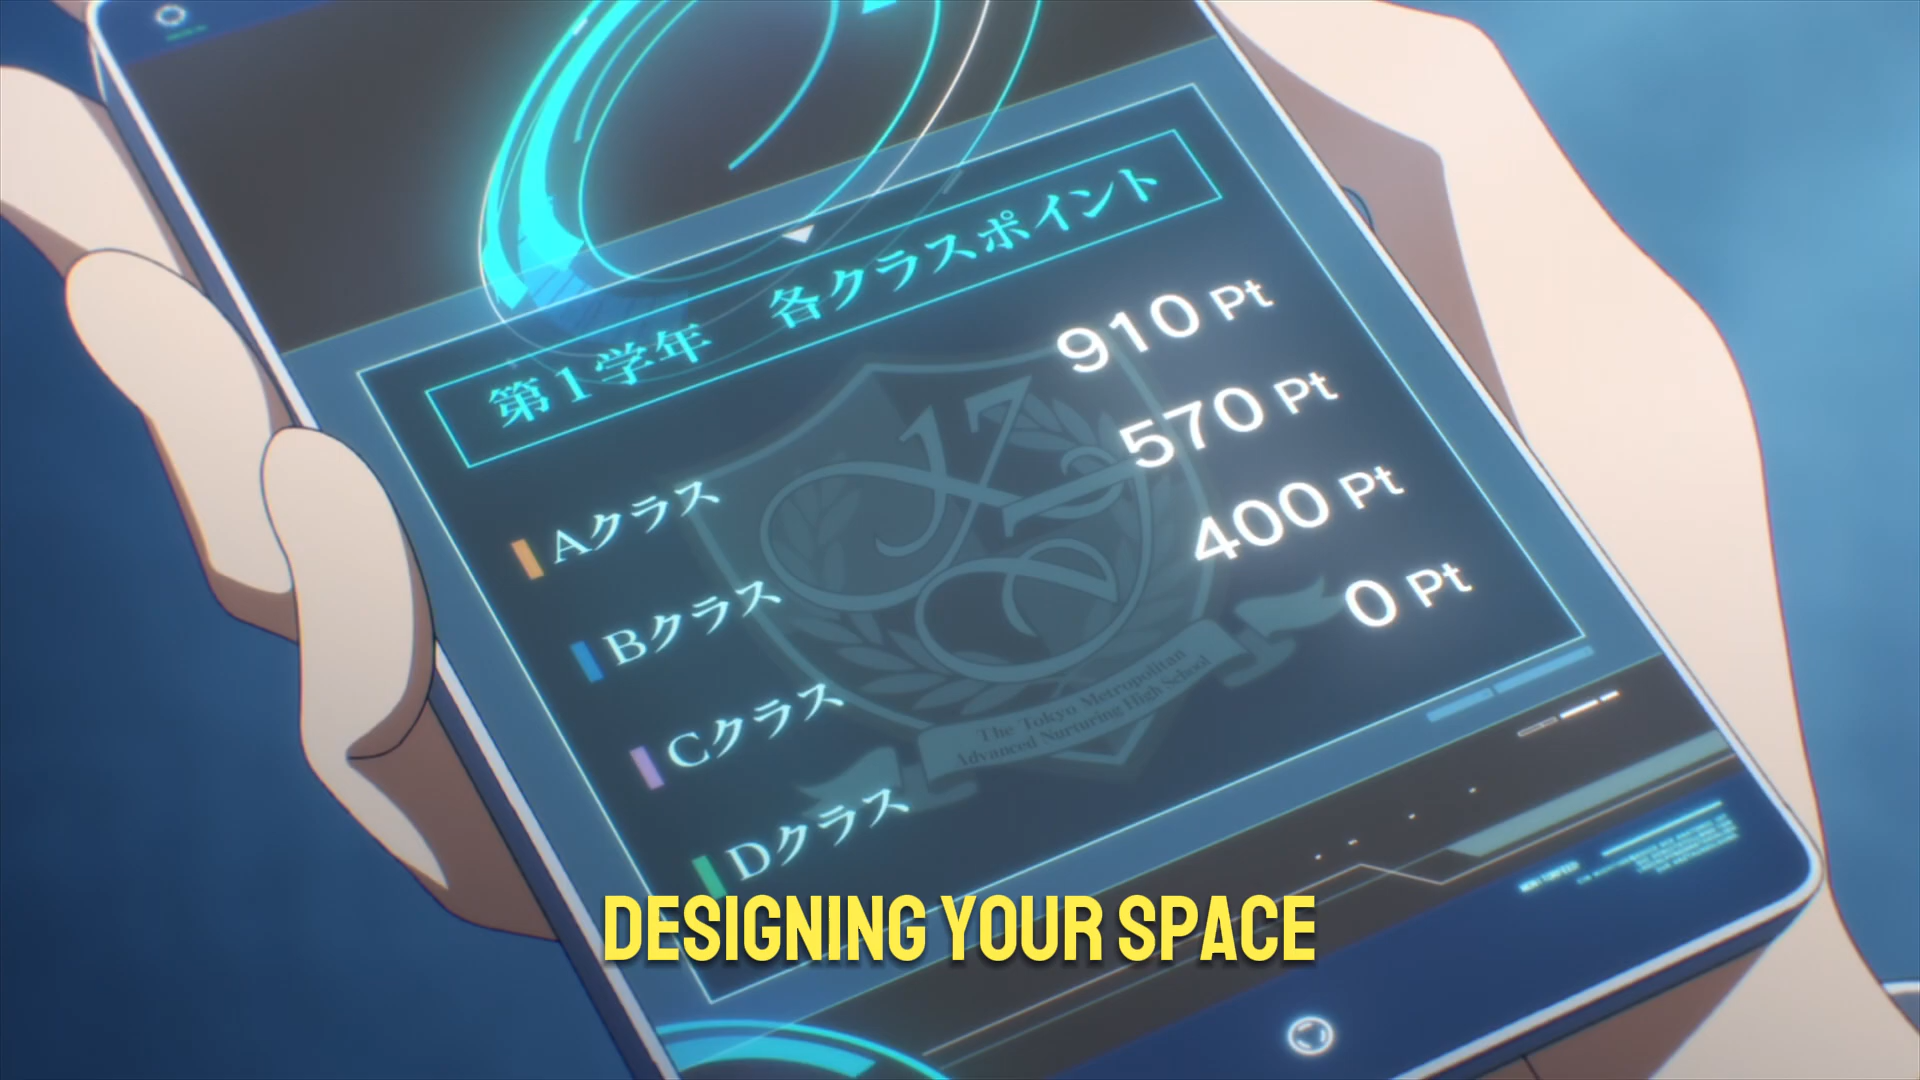 第1学年 各クラスポイント
Aクラス 910 Pt
Bクラス 570 Pt
Cクラス 400 Pt
Dクラス 0 Pt
The Tokyo Metropolitan
Advanced Nurturing High School
DESIGNING YOUR SPACE